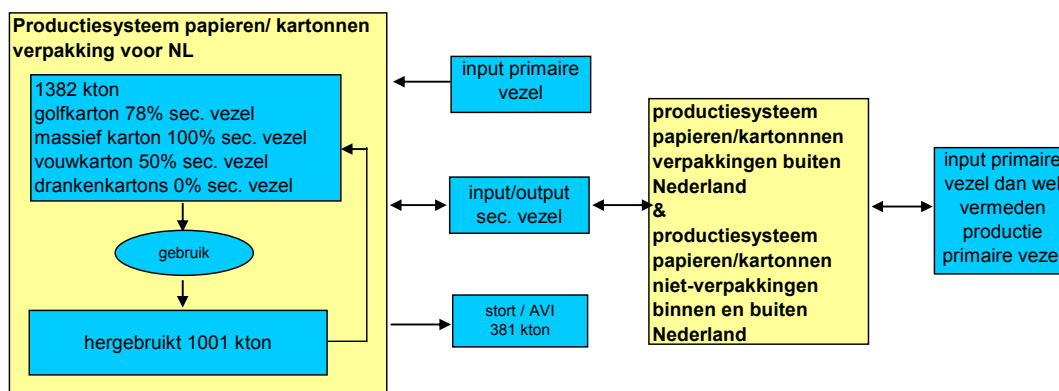 Productiesysteem papieren/ kartonnen
verpakking voor NL
1382 kton
golfkarton 78% sec. vezel
massief karton 100% sec. vezel
vouwkarton 50% sec. vezel
drankenkartons 0% sec. vezel
gebruik
hergebruikt 1001 kton
input primaire
vezel
input/output
sec. vezel
stort / AVI
381 kton
productiesysteem
papieren/kartonnnen
verpakkingen buiten
Nederland
&
productiesysteem
papieren/kartonnen
niet-verpakkingen
binnen en buiten
Nederland
input primaire
vezel dan wel
vermeden
productie
primaire vezel